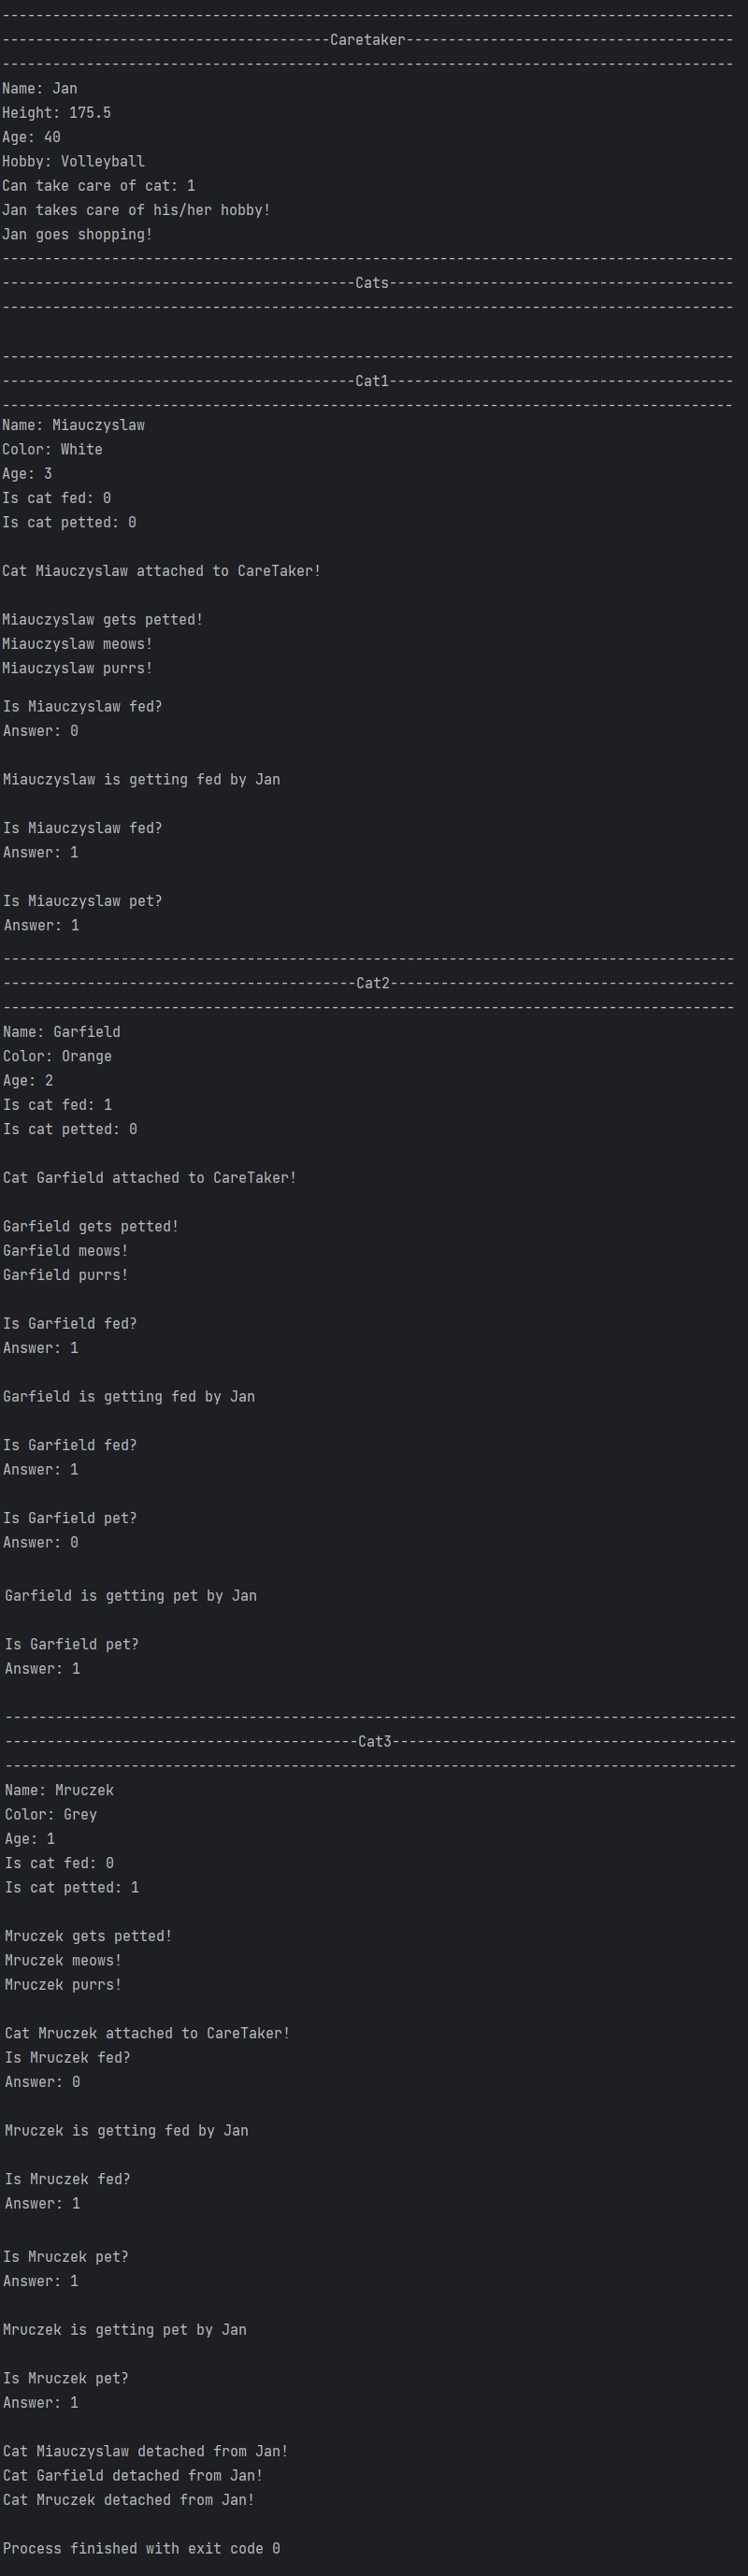 ---------------------------------------------------------------------------------------
---------------------------------------Caretaker---------------------------------------
---------------------------------------------------------------------------------------
Name: Jan
Height: 175.5
Age: 40
Hobby: Volleyball
Can take care of cat: 1
Jan takes care of his/her hobby!
Jan goes shopping!
---------------------------------------------------------------------------------------
------------------------------------------Cats-----------------------------------------
---------------------------------------------------------------------------------------
---------------------------------------------------------------------------------------
------------------------------------------Cat1-----------------------------------------
---------------------------------------------------------------------------------------
Name: Miauczyslaw
Color: White
Age: 3
Is cat fed: 0
Is cat petted: 0
Cat Miauczyslaw attached to CareTaker!
Miauczyslaw gets petted!
Miauczyslaw meows!
Miauczyslaw purrs!
Is Miauczyslaw fed?
Answer: 0
Miauczyslaw is getting fed by Jan
Is Miauczyslaw fed?
Answer: 1
Is Miauczyslaw pet?
Answer: 1
---------------------------------------------------------------------------------------
------------------------------------------Cat2-----------------------------------------
---------------------------------------------------------------------------------------
Name: Garfield
Color: Orange
Age: 2
Is cat fed: 1
Is cat petted: 0
Cat Garfield attached to CareTaker!
Garfield gets petted!
Garfield meows!
Garfield purrs!
Is Garfield fed?
Answer: 1
Garfield is getting fed by Jan
Is Garfield fed?
Answer: 1
Is Garfield pet?
Answer: 0
Garfield is getting pet by Jan
Is Garfield pet?
Answer: 1
---------------------------------------------------------------------------------------
------------------------------------------Cat3-----------------------------------------
---------------------------------------------------------------------------------------
Name: Mruczek
Color: Grey
Age: 1
Is cat fed: 0
Is cat petted: 1
Mruczek gets petted!
Mruczek meows!
Mruczek purrs!
Cat Mruczek attached to CareTaker!
Is Mruczek fed?
Answer: 0
Mruczek is getting fed by Jan
Is Mruczek fed?
Answer: 1
Is Mruczek pet?
Answer: 1
Mruczek is getting pet by Jan
Is Mruczek pet?
Answer: 1
Cat Miauczyslaw detached from Jan!
Cat Garfield detached from Jan!
Cat Mruczek detached from Jan!
Process finished with exit code 0